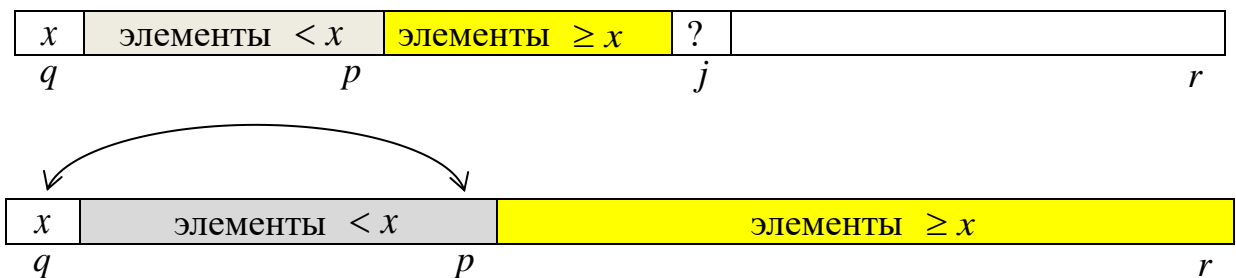 x элементы < x элементы ≥ x ?
q p j r
x элементы < x элементы ≥ x
q p r